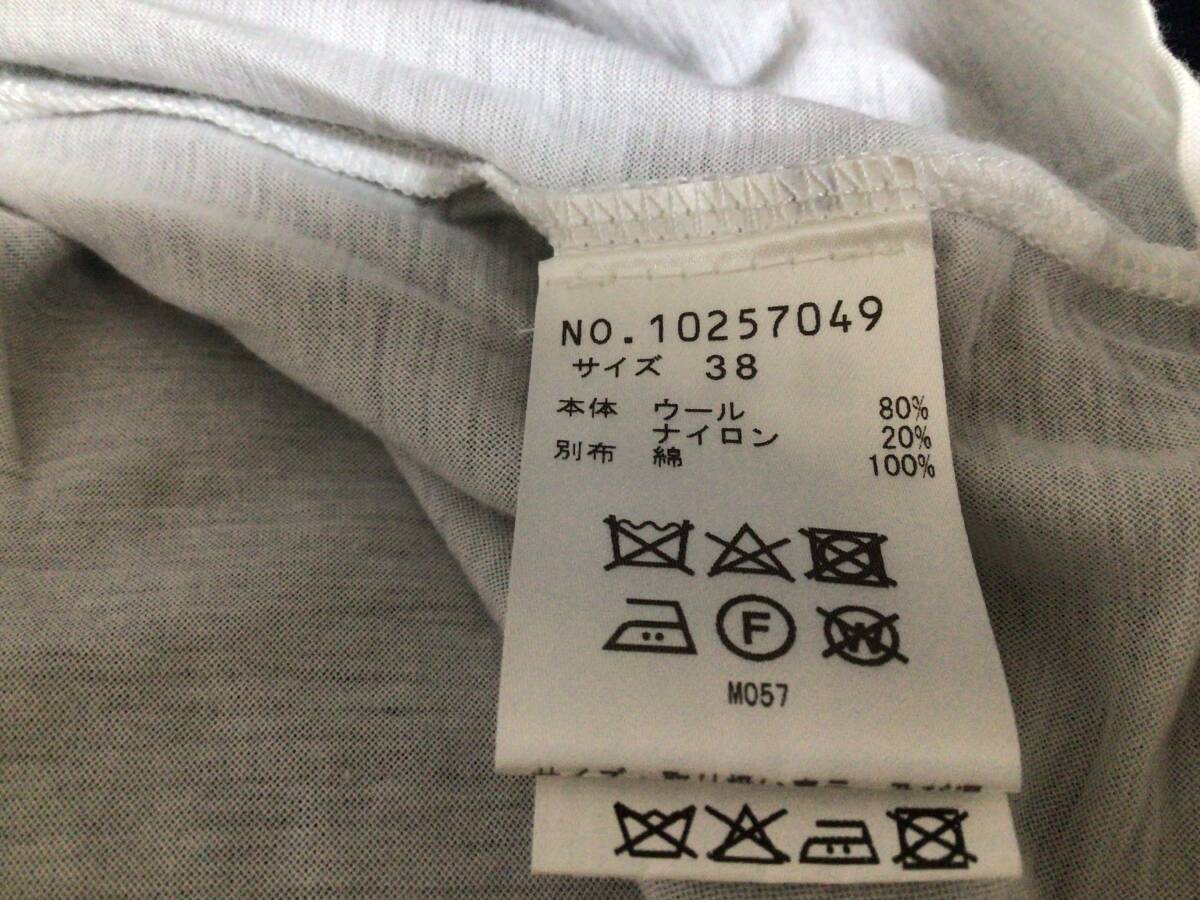 NO.10257049
サイズ 38
本体 ウール 80%
ナイロン 20%
別布 綿 100%
F
W
M057